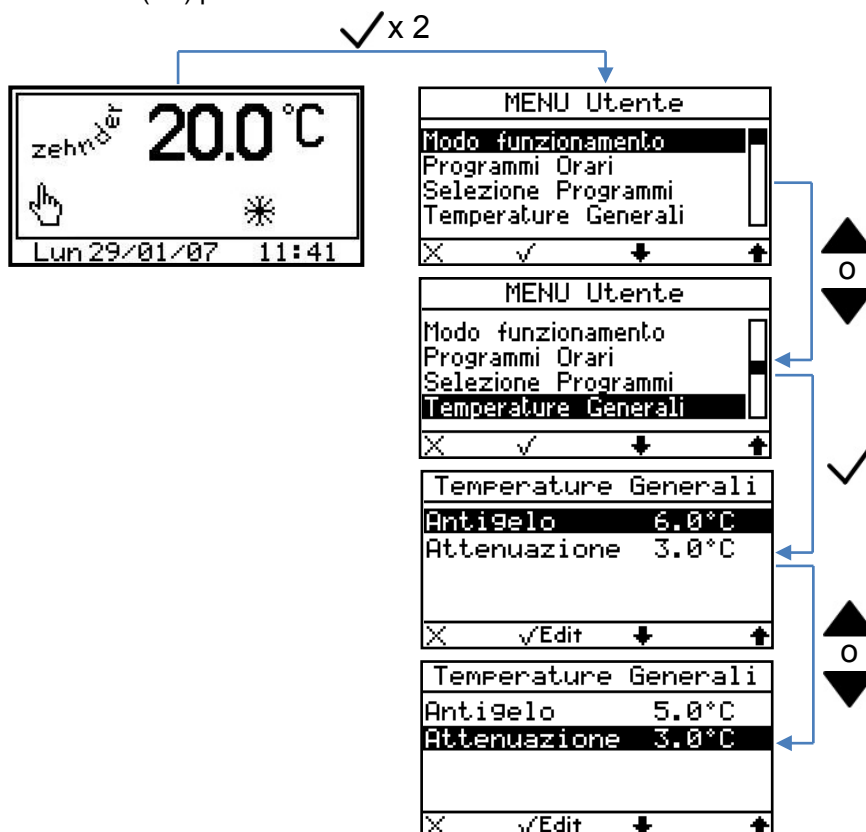 x 2
zehnder 20.0 °C
Lun 29/01/07 11:41
MENU Utente
Modo funzionamento
Programmi Orari
Selezione Programmi
Temperature Generali
o
MENU Utente
Modo funzionamento
Programmi Orari
Selezione Programmi
Temperature Generali
Temperature Generali
Antigelo 6.0°C
Attenuazione 3.0°C
Edit
o
Temperature Generali
Antigelo 5.0°C
Attenuazione 3.0°C
Edit